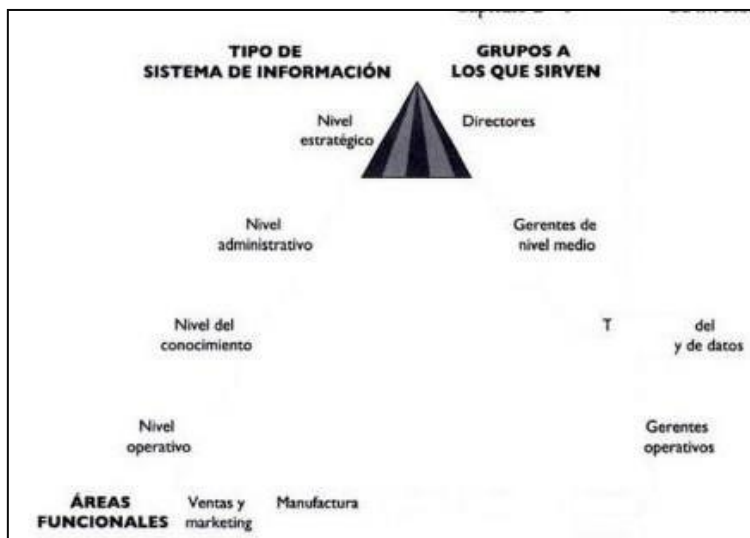 TIPO DE
SISTEMA DE INFORMACIÓN
GRUPOS A
LOS QUE SIRVEN
Nivel
estratégico
Directores
Nivel
administrativo
Gerentes de
nivel medio
Nivel del
conocimiento
T del
y de datos
Nivel
operativo
Gerentes
operativos
ÁREAS
FUNCIONALES
Ventas y
marketing
Manufactura